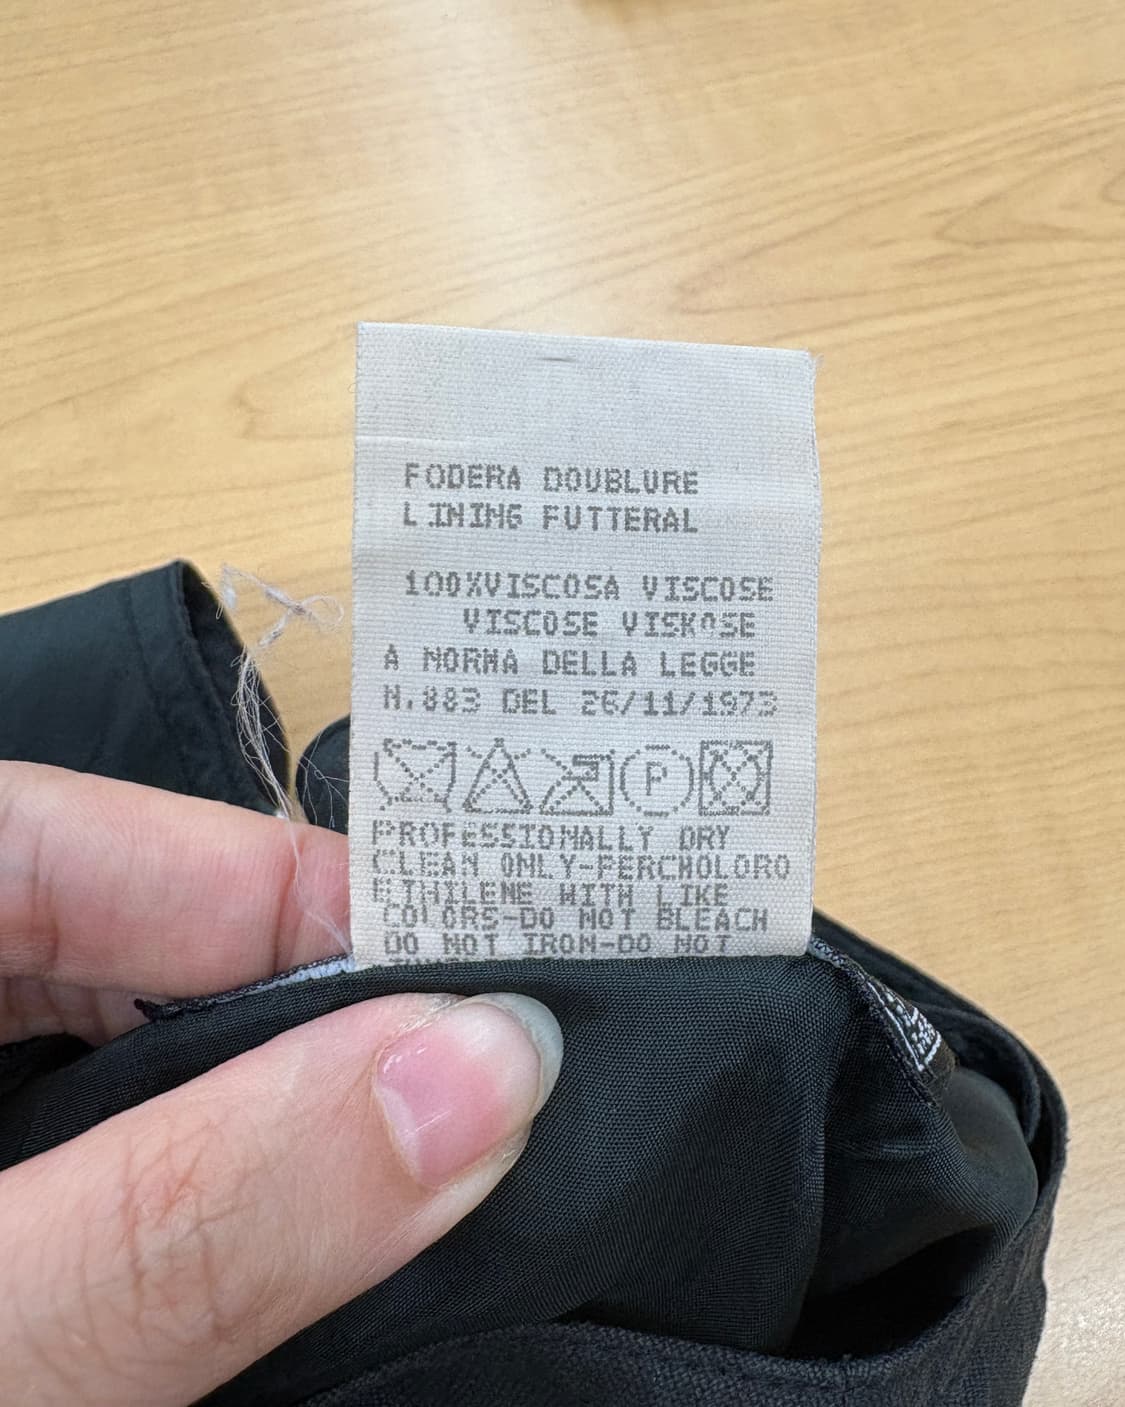 FODERA DOUBLURE
LINING FUTTERAL
100%VISCOSA VISCOSE
VISCOSE VISKOSE
A NORMA DELLA LEGGE
N.883 DEL 26/11/1973
P
PROFESSIONALLY DRY
CLEAN ONLY-PERCHOLORO
ETHILENE WITH LIKE
COLORS-DO NOT BLEACH
DO NOT IRON-DO NOT